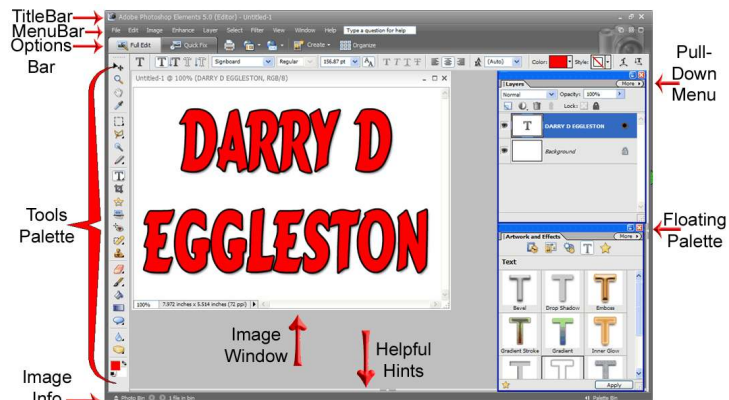 TitleBar
Adobe Photoshop Elements 5.0 (Editor) - Untitled-1
MenuBar
File Edit Image Enhance Layer Select Filter View Window Help Type a question for help
Options
Bar
Full Edit Quick Fix Create Organize
T Signboard Regular 156.87 pt (Auto) Color: Style:
Pull-
Down
Menu
Untitled-1 @ 100% (DARRY D EGGLESTON, RGB/8)
Layers More
Normal Opacity: 100%
Lock:
T DARRY D EGGLESTON
Background
DARRY D
EGGLESTON
Tools
Palette
Floating
Palette
Artwork and Effects More
Text
Bevel Drop Shadow Emboss
Gradient Stroke Gradient Inner Glow
100% 7.972 inches x 5.514 inches (72 ppi)
Image
Window
Helpful
Hints
Apply
Image
Info
Photo Bin 1 file in bin Palette Bin